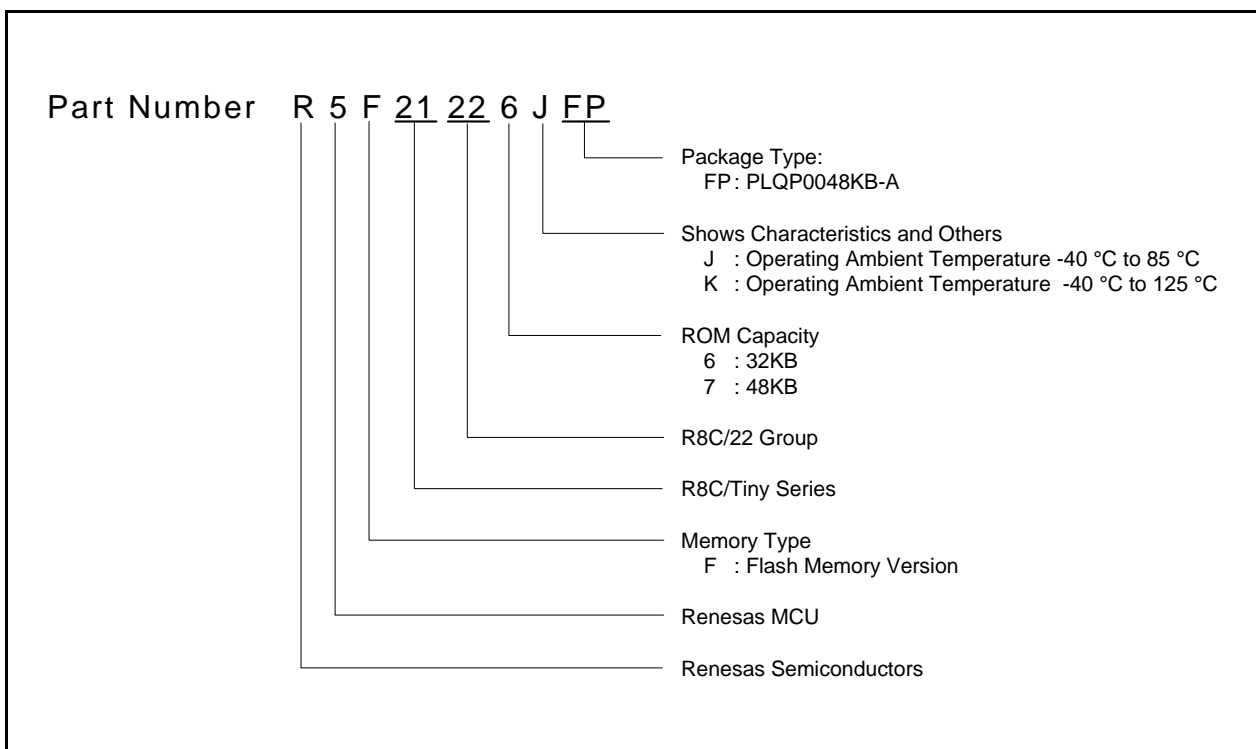 Part Number R 5 F 21 22 6 J FP
Package Type:
FP : PLQP0048KB-A
Shows Characteristics and Others
J : Operating Ambient Temperature -40 °C to 85 °C
K : Operating Ambient Temperature -40 °C to 125 °C
ROM Capacity
6 : 32KB
7 : 48KB
R8C/22 Group
R8C/Tiny Series
Memory Type
F : Flash Memory Version
Renesas MCU
Renesas Semiconductors